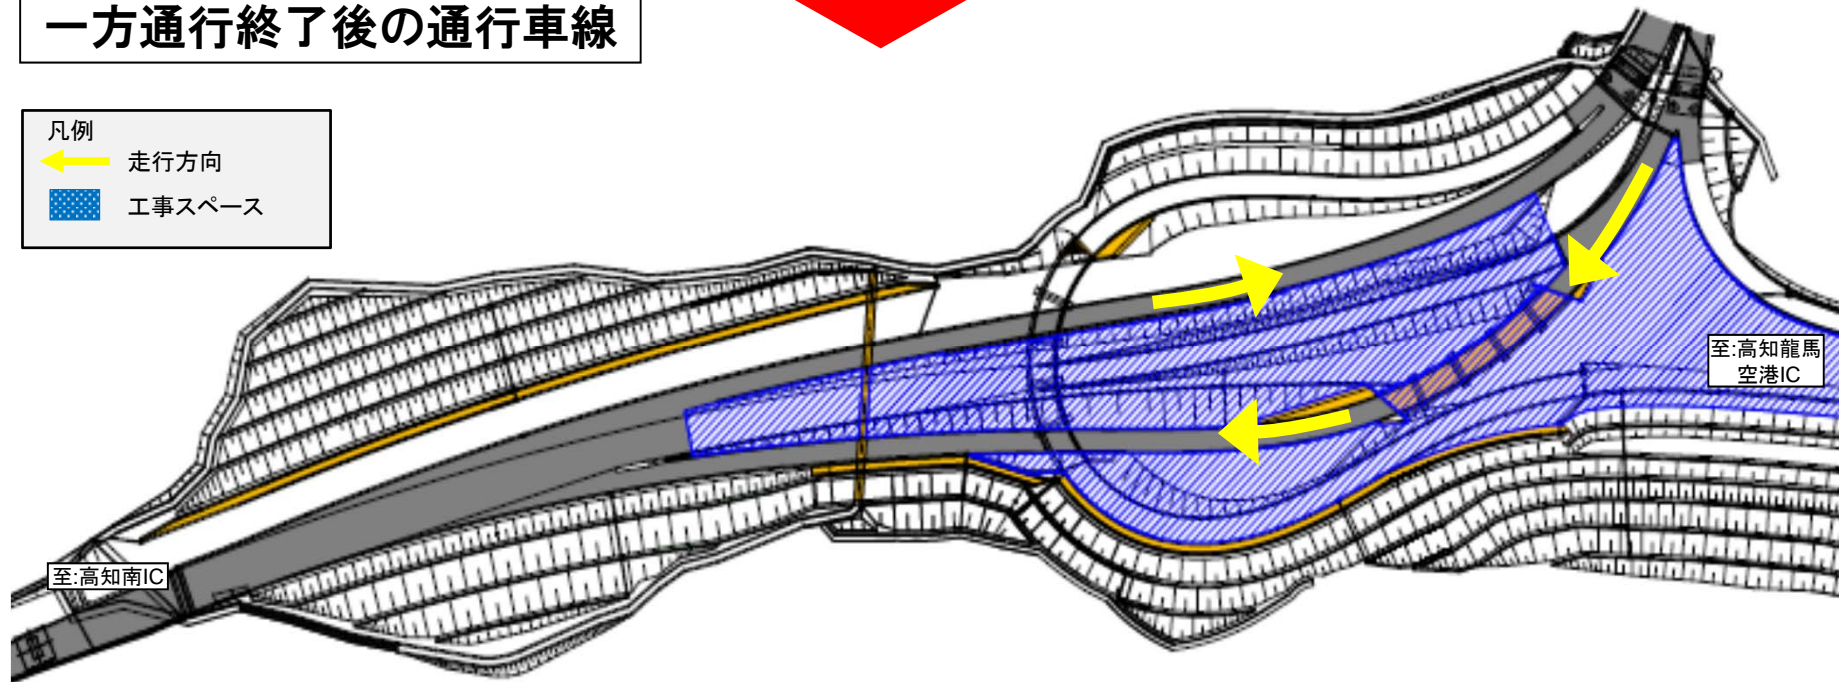 一方通行終了後の通行車線
凡例
走行方向
工事スペース
至:高知龍馬
空港IC
至:高知南IC